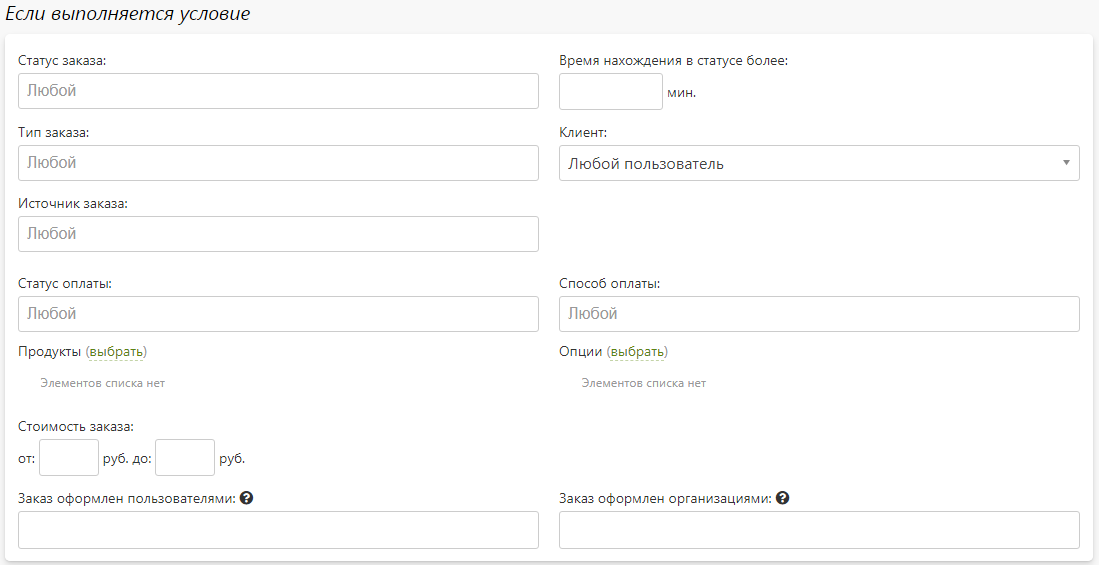 Если выполняется условие
Статус заказа:
Любой
Время нахождения в статусе более:
мин.
Тип заказа:
Любой
Клиент:
Любой пользователь
Источник заказа:
Любой
Статус оплаты:
Любой
Способ оплаты:
Любой
Продукты (выбрать)
Элементов списка нет
Опции (выбрать)
Элементов списка нет
Стоимость заказа:
от: руб. до: руб.
Заказ оформлен пользователями: ?
Заказ оформлен организациями: ?